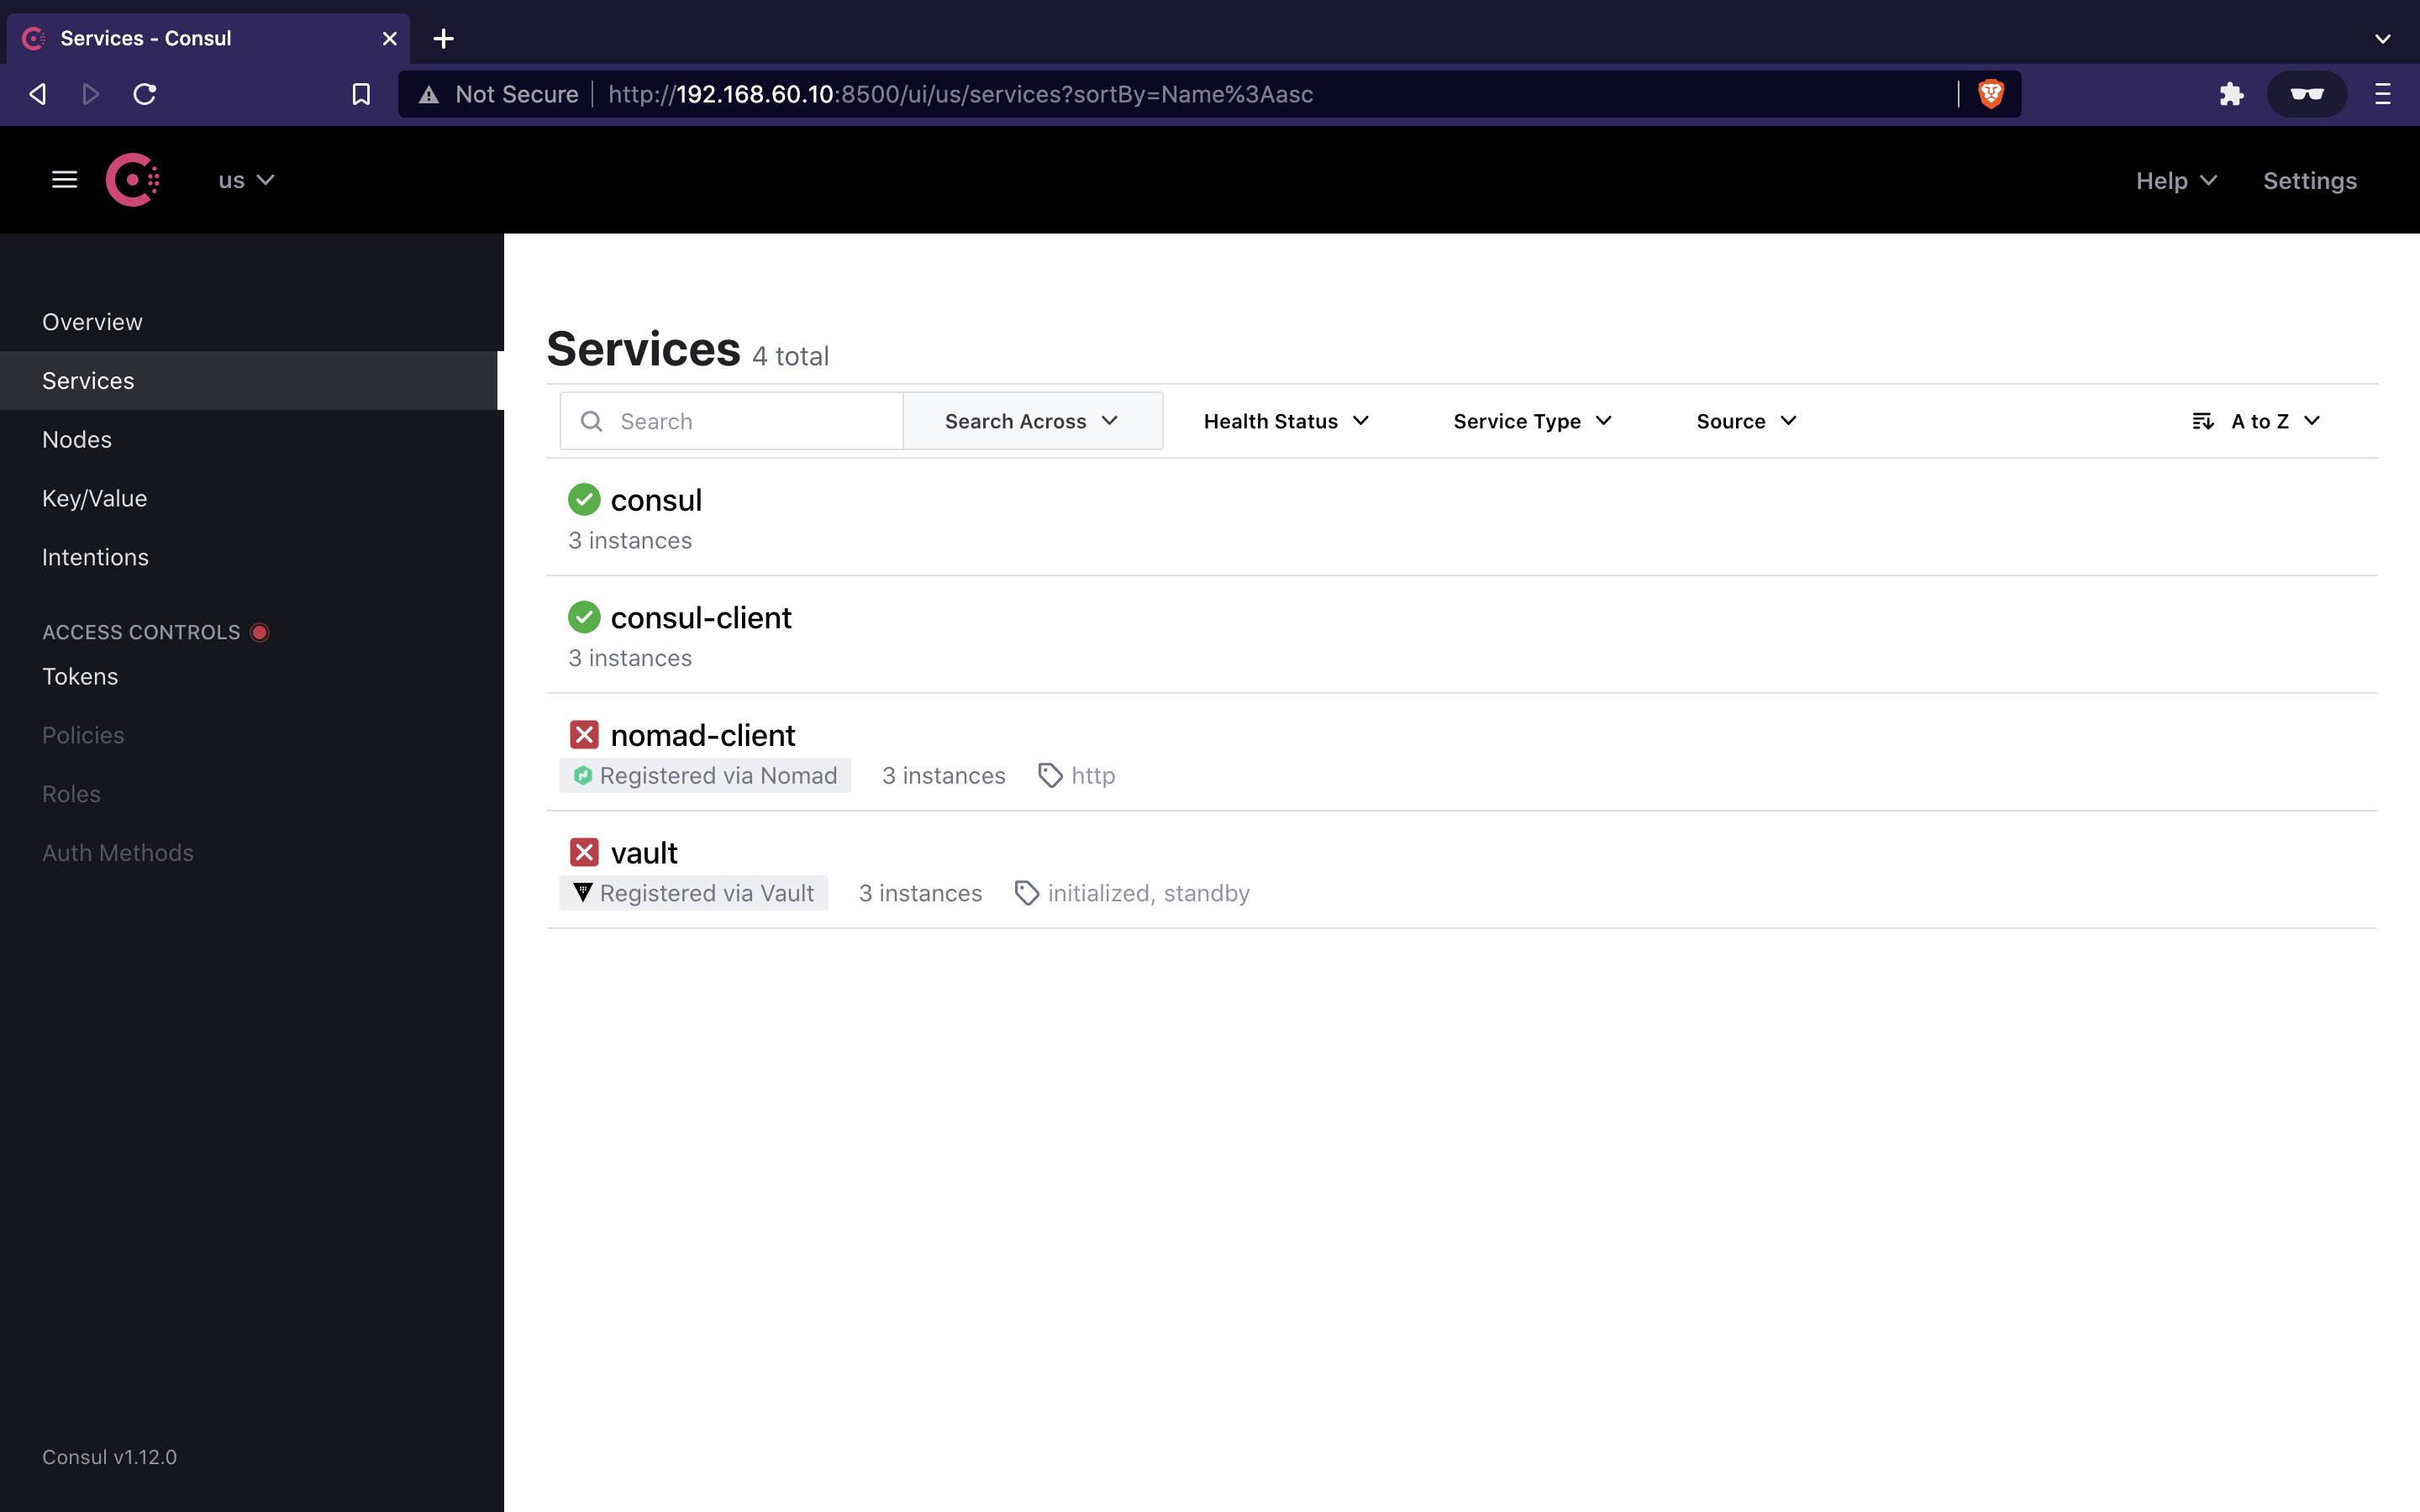 Services - Consul
Not Secure
http://192.168.60.10:8500/ui/us/services?sortBy=Name%3Aasc
us
Help
Settings
Overview
Services
Nodes
Key/Value
Intentions
ACCESS CONTROLS
Tokens
Policies
Roles
Auth Methods
Consul v1.12.0
Services 4 total
Search
Search Across
Health Status
Service Type
Source
A to Z
consul
3 instances
consul-client
3 instances
nomad-client
Registered via Nomad 3 instances http
vault
Registered via Vault 3 instances initialized, standby